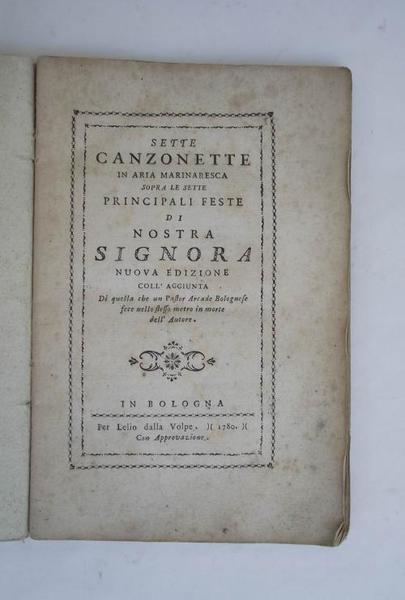 SETTE
CANZONETTE
IN ARIA MARINARESCA
SOPRA LE SETTE
PRINCIPALI FESTE
DI
NOSTRA
SIGNORA
NUOVA EDIZIONE
COLL' AGGIUNTA
Di quella che un Pastor Arcade Bolognese
fece nello stesso metro in morte
dell' Autore.
IN BOLOGNA
Per Lelio dalla Volpe. )( 1780. )(
Con Approvazione.